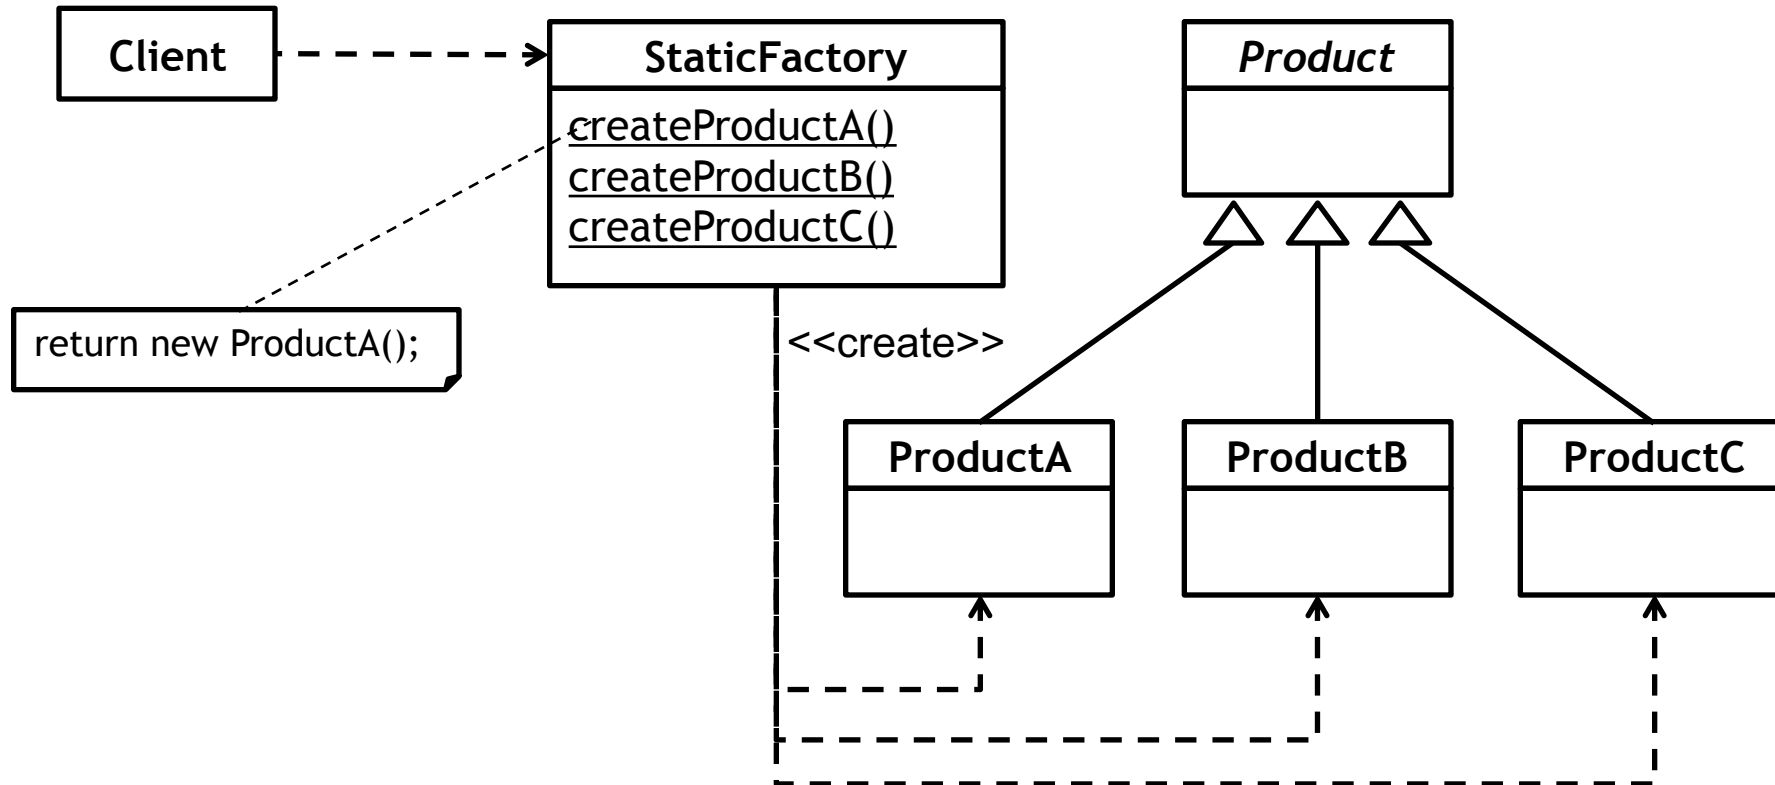 Client
StaticFactory
createProductA()
createProductB()
createProductC()
Product
return new ProductA();
<<create>>
ProductA
ProductB
ProductC